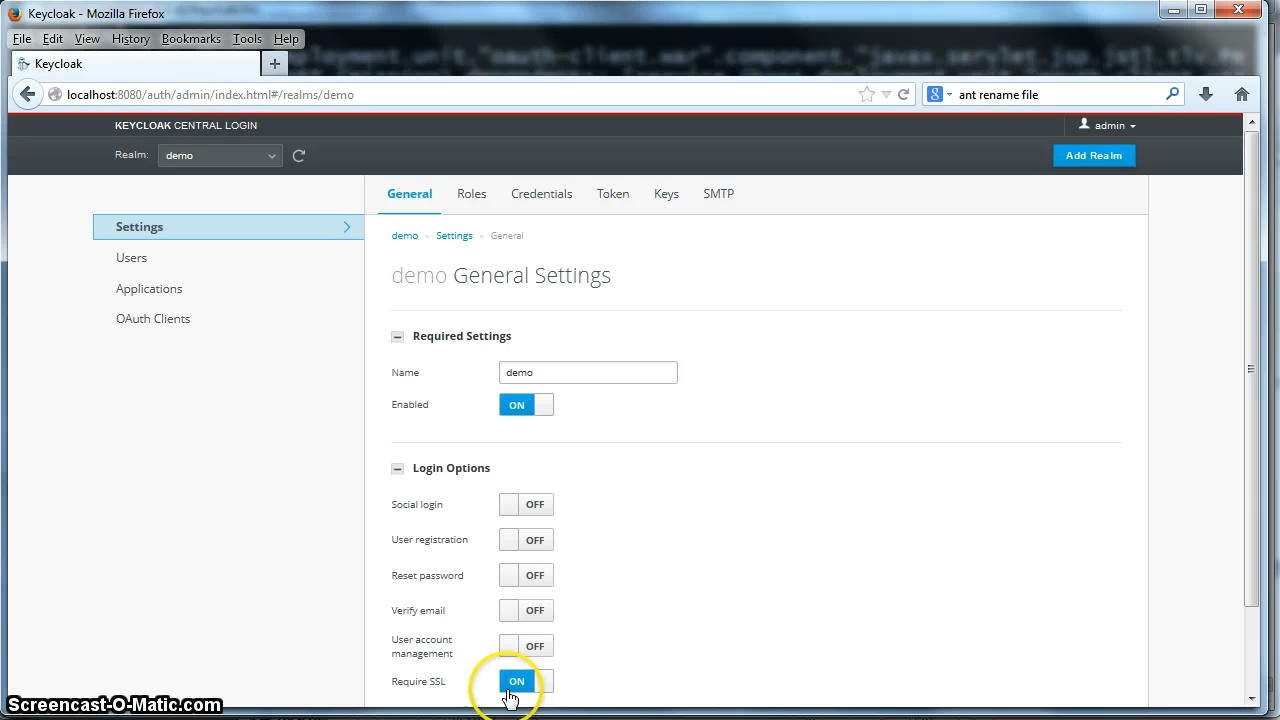 Keycloak - Mozilla Firefox
File Edit View History Bookmarks Tools Help
Keycloak
localhost:8080/auth/admin/index.html#/realms/demo
ant rename file
KEYCLOAK CENTRAL LOGIN
admin
Realm: demo
Add Realm
General Roles Credentials Token Keys SMTP
Settings
Users
Applications
OAuth Clients
demo » Settings » General
demo General Settings
Required Settings
Name demo
Enabled ON
Login Options
Social login OFF
User registration OFF
Reset password OFF
Verify email OFF
User account
management OFF
Require SSL ON
Screencast-O-Matic.com